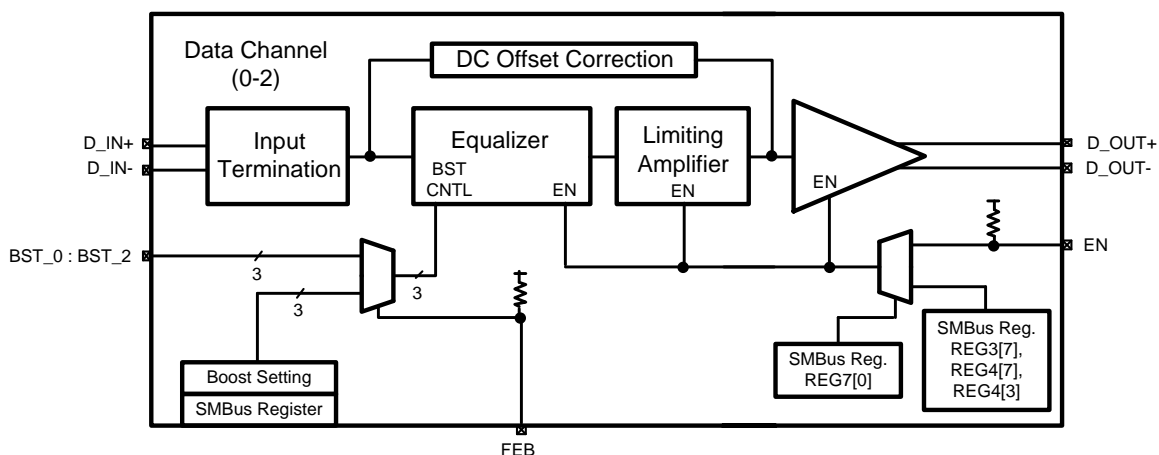 Data Channel
(0-2)
DC Offset Correction
D_IN+
D_IN-
Input
Termination
Equalizer
BST
CNTL
EN
Limiting
Amplifier
EN
EN
D_OUT+
D_OUT-
BST_0 : BST_2
3
3
3
EN
Boost Setting
SMBus Register
SMBus Reg.
REG7[0]
SMBus Reg.
REG3[7],
REG4[7],
REG4[3]
FEB